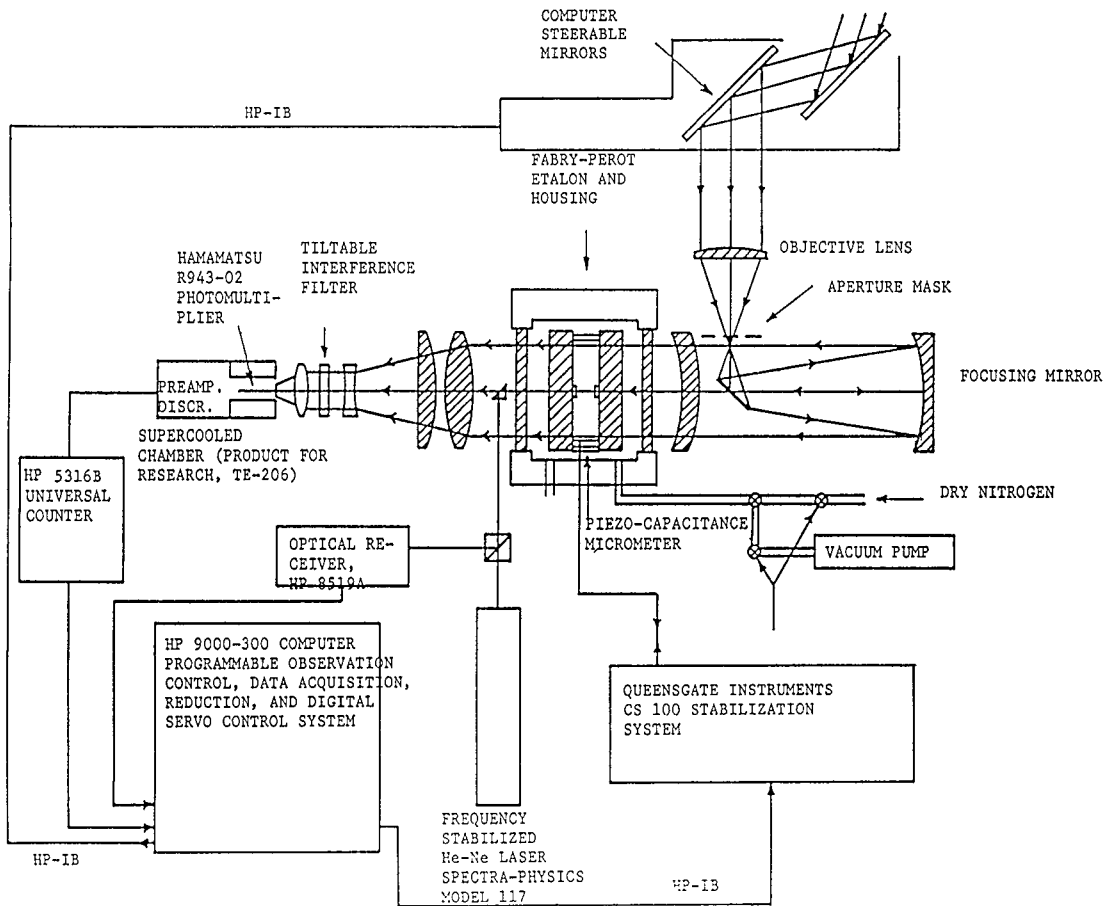 COMPUTER
STEERABLE
MIRRORS
HP-IB
FABRY-PEROT
ETALON AND
HOUSING
OBJECTIVE LENS
APERTURE MASK
TILTABLE
INTERFERENCE
FILTER
HAMAMATSU
R943-02
PHOTOMULTI-
PLIER
FOCUSING MIRROR
PREAMP.
DISCR.
SUPERCOOLED
CHAMBER (PRODUCT FOR
RESEARCH, TE-206)
HP 5316B
UNIVERSAL
COUNTER
DRY NITROGEN
PIEZO-CAPACITANCE
MICROMETER
VACUUM PUMP
OPTICAL RE-
CEIVER,
HP 8519A
HP 9000-300 COMPUTER
PROGRAMMABLE OBSERVATION
CONTROL, DATA ACQUISITION,
REDUCTION, AND DIGITAL
SERVO CONTROL SYSTEM
QUEENSGATE INSTRUMENTS
CS 100 STABILIZATION
SYSTEM
FREQUENCY
STABILIZED
He-Ne LASER
SPECTRA-PHYSICS
MODEL 117
HP-IB
HP-IB